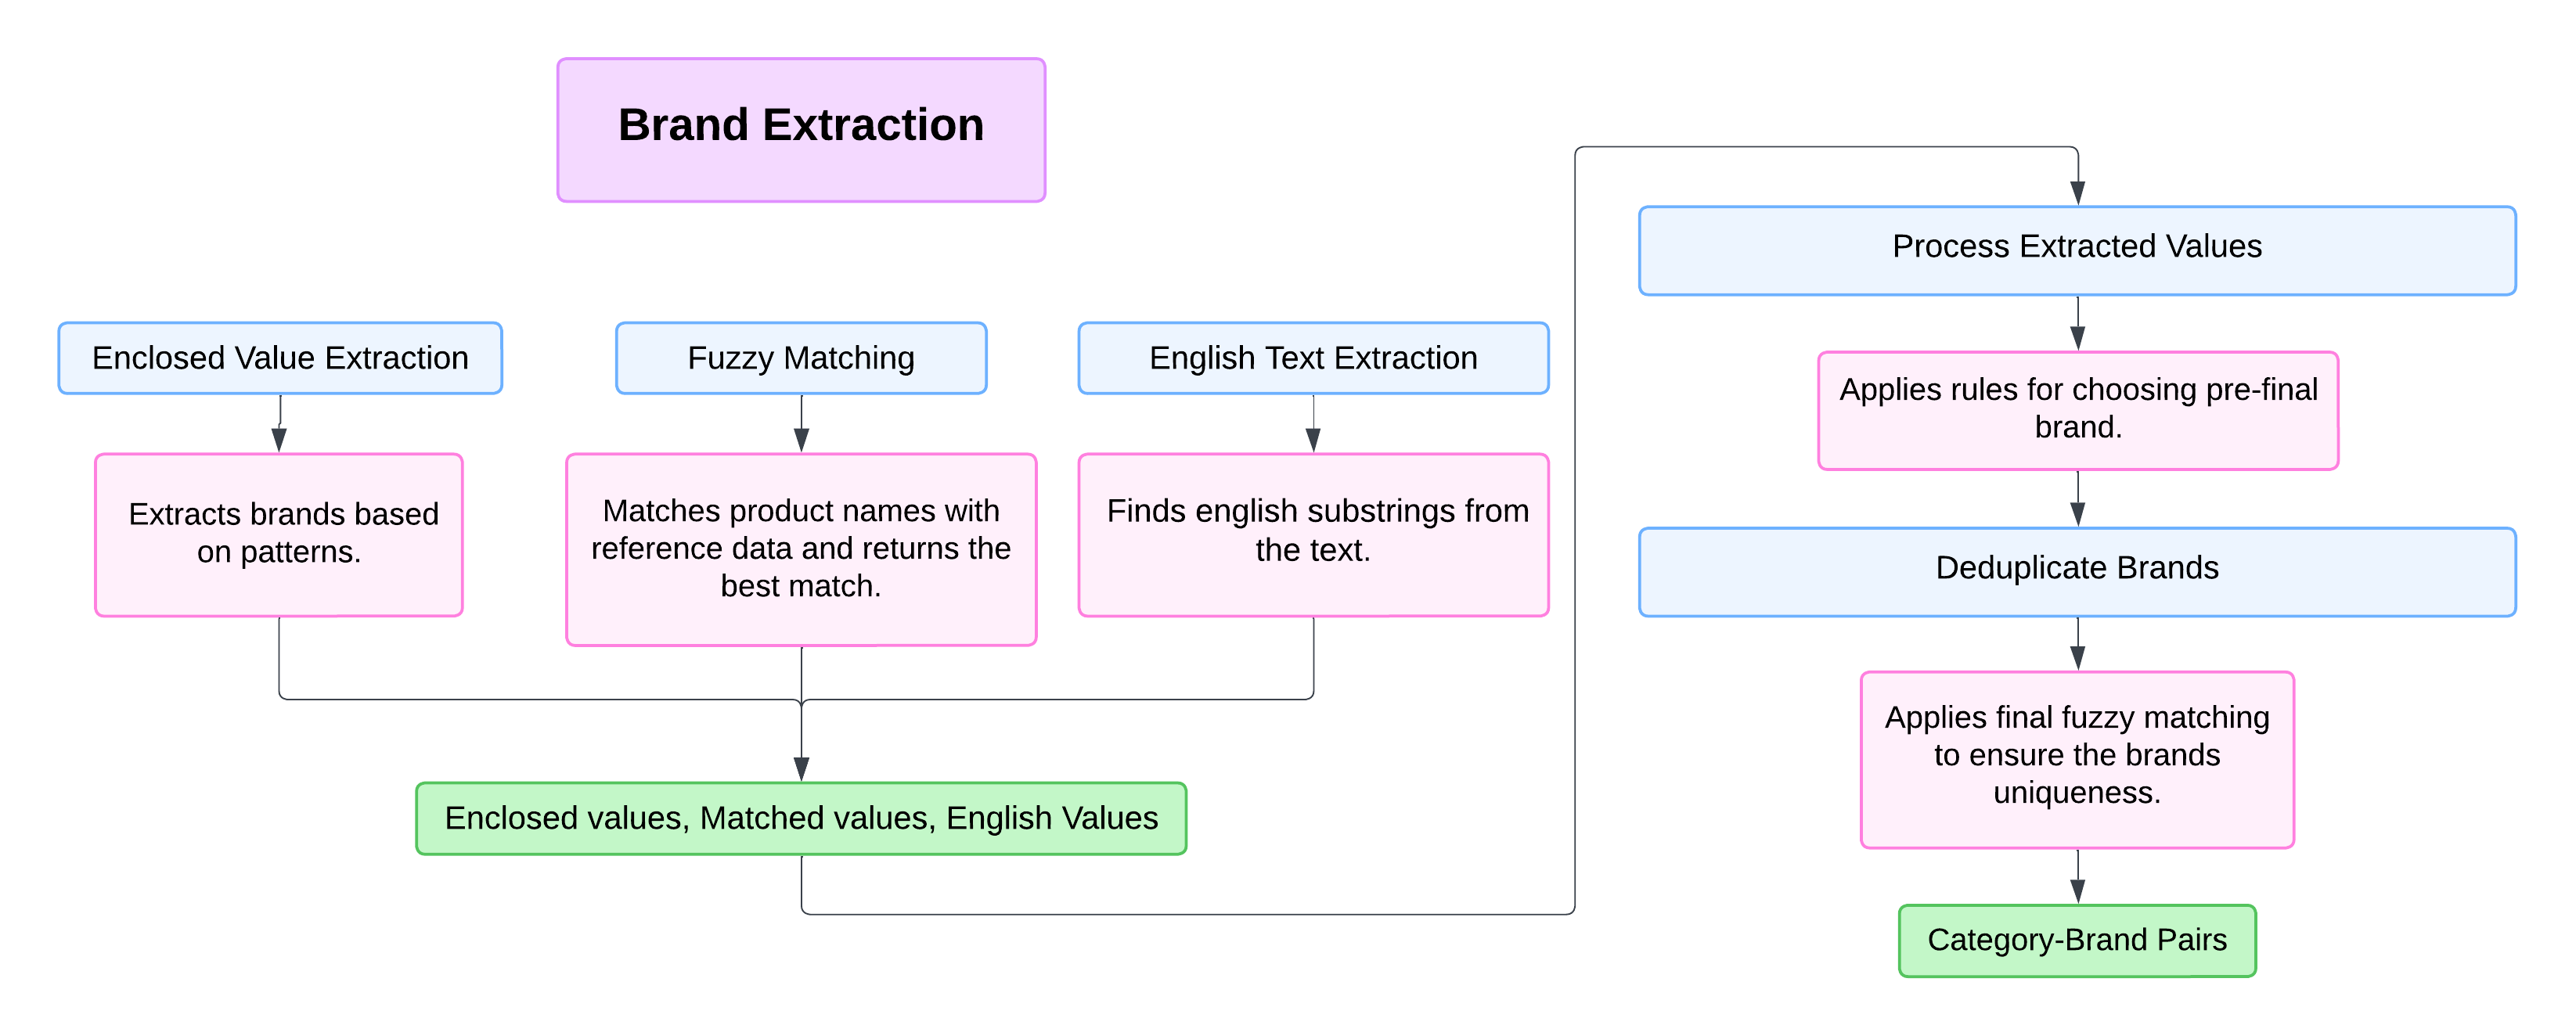 Brand Extraction
Enclosed Value Extraction
Extracts brands based
on patterns.
Fuzzy Matching
Matches product names with
reference data and returns the
best match.
English Text Extraction
Finds english substrings from
the text.
Enclosed values, Matched values, English Values
Process Extracted Values
Applies rules for choosing pre-final
brand.
Deduplicate Brands
Applies final fuzzy matching
to ensure the brands
uniqueness.
Category-Brand Pairs